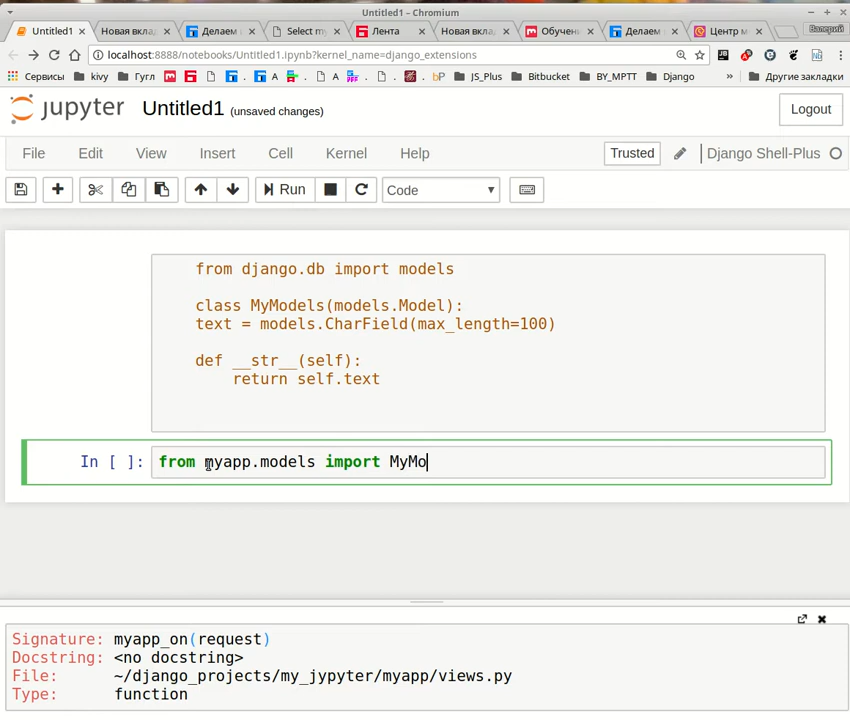 Untitled1 - Chromium
Untitled1 Новая вкла Делаем Select m Лента Новая вкла Обучен Делаем Центр м Валерий
localhost:8888/notebooks/Untitled1.ipynb?kernel_name=django_extensions
Сервисы kivy Гугл A A JS_Plus Bitbucket BY_MPTT Django » Другие закладки
jupyter Untitled1 (unsaved changes) Logout
File Edit View Insert Cell Kernel Help Trusted Django Shell-Plus
Run Code
from django.db import models
class MyModels(models.Model):
text = models.CharField(max_length=100)
def __str__(self):
return self.text
In [ ]: from myapp.models import MyMo
Signature: myapp_on(request)
Docstring: <no docstring>
File: ~/django_projects/my_jypyter/myapp/views.py
Type: function